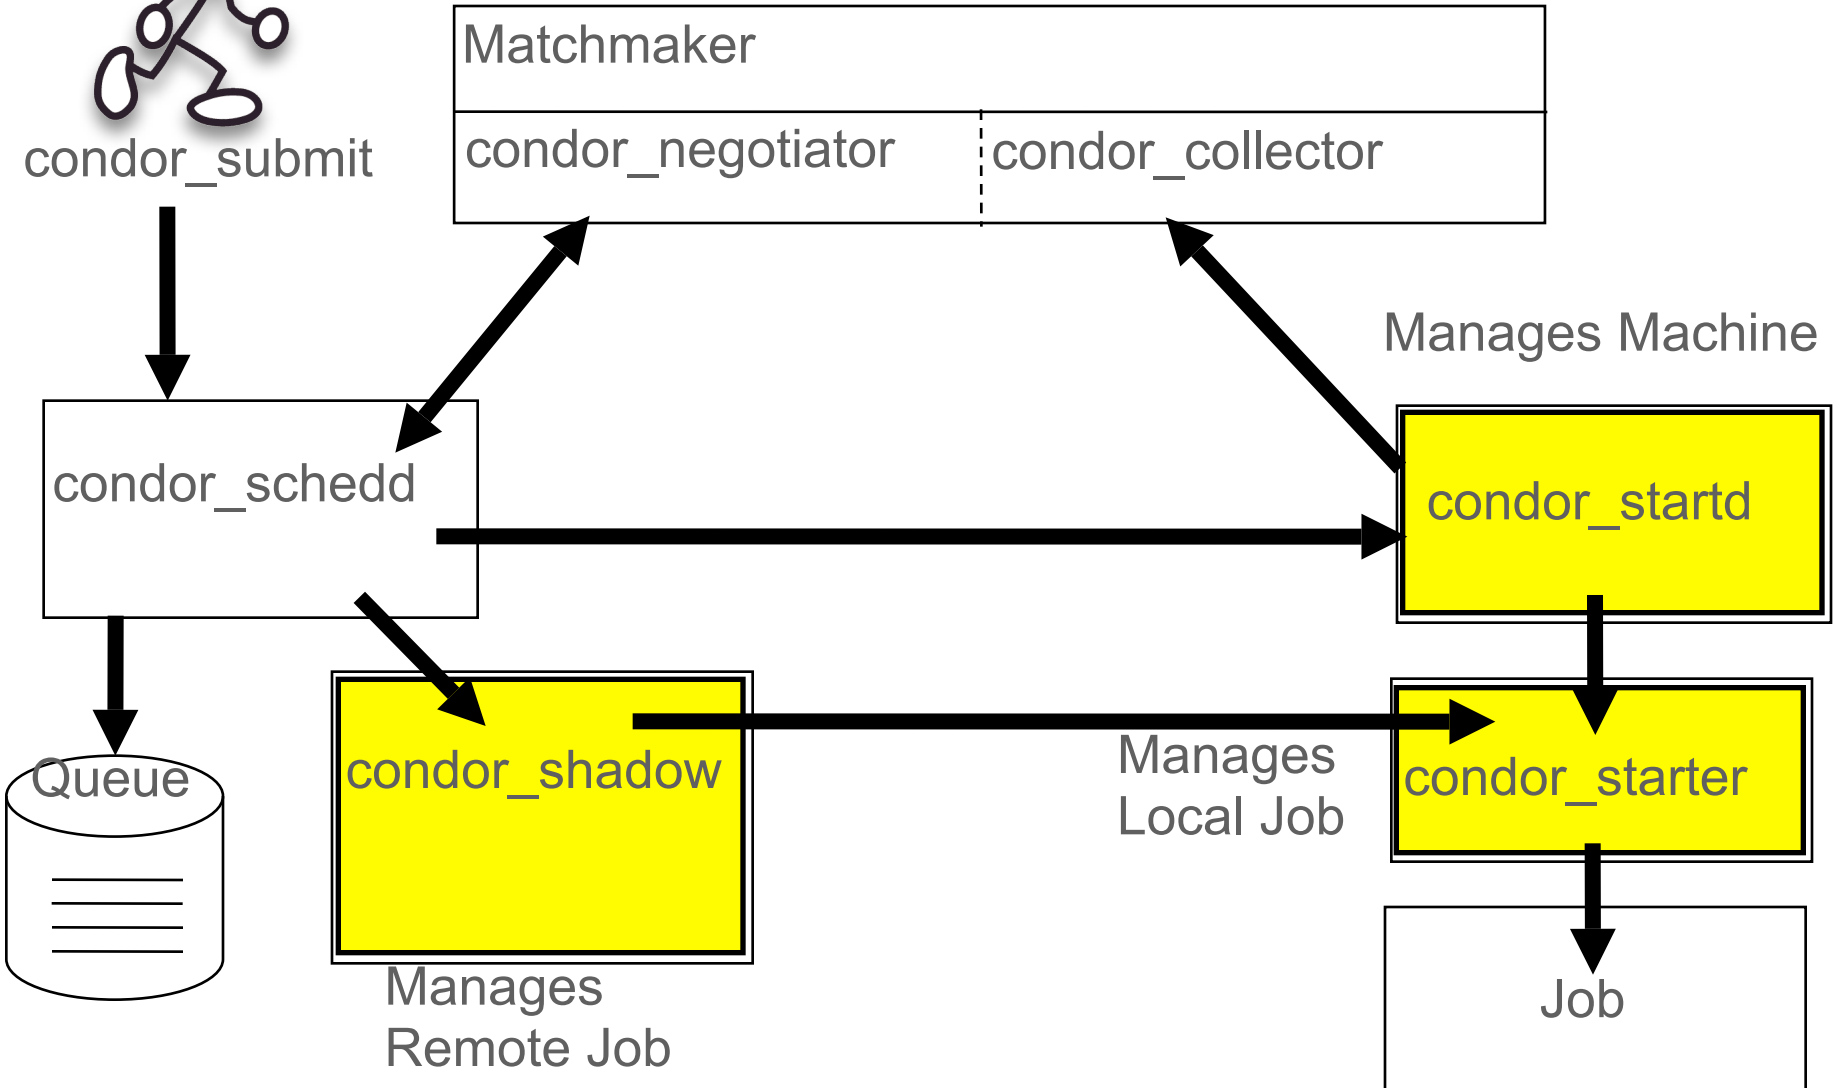 Matchmaker
condor_submit
condor_negotiator
condor_collector
Manages Machine
condor_schedd
condor_startd
Queue
condor_shadow
Manages
Local Job
condor_starter
Manages
Remote Job
Job